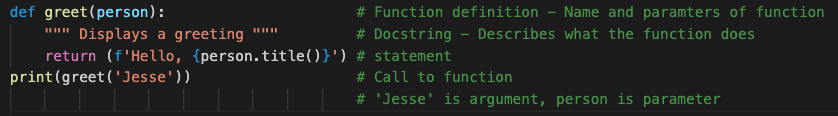 def greet(person): # Function definition - Name and paramters of function
""" Displays a greeting """ # Docstring - Describes what the function does
return (f'Hello, {person.title()}') # statement
print(greet('Jesse')) # Call to function
# 'Jesse' is argument, person is parameter